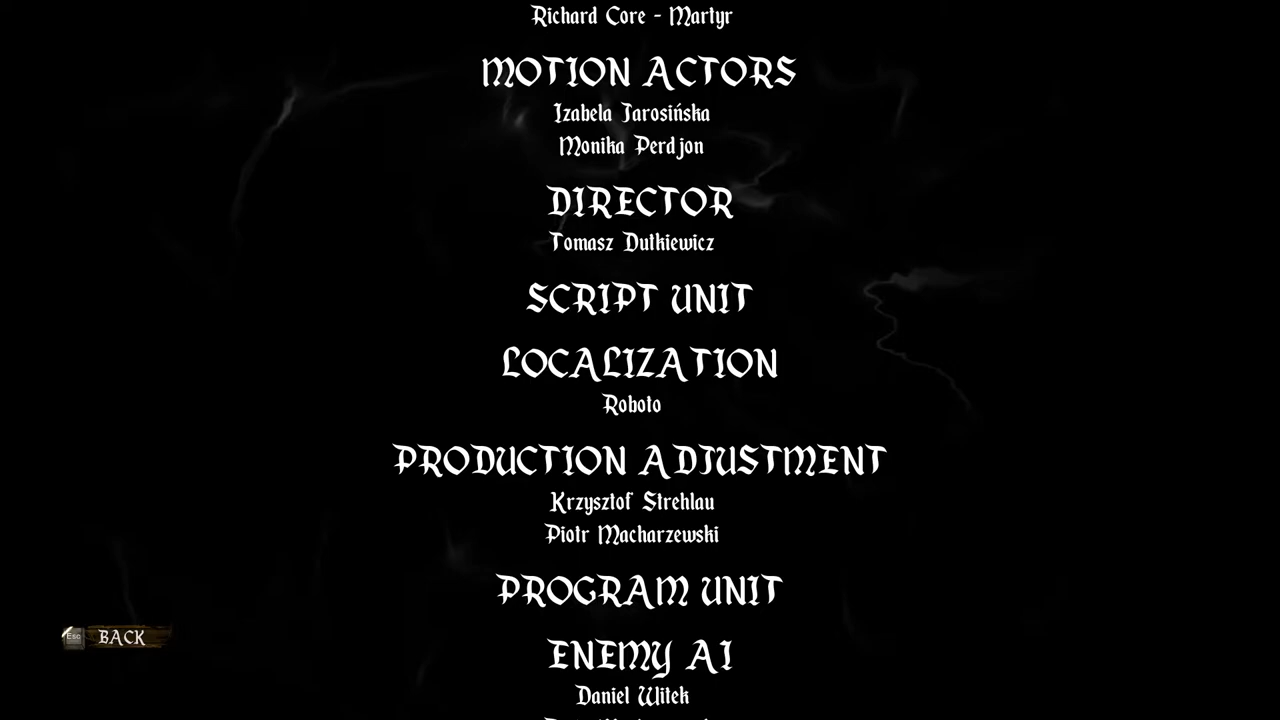 Richard Core - Martyr
MOTION ACTORS
Izabela Jarosińska
Monika Perdjon
DIRECTOR
Tomasz Dutkiewicz
SCRIPT UNIT
LOCALIZATION
Roboto
PRODUCTION ADJUSTMENT
Krzysztof Strehlau
Piotr Macharzewski
PROGRAM UNIT
Esc BACK
ENEMY AI
Daniel Witek